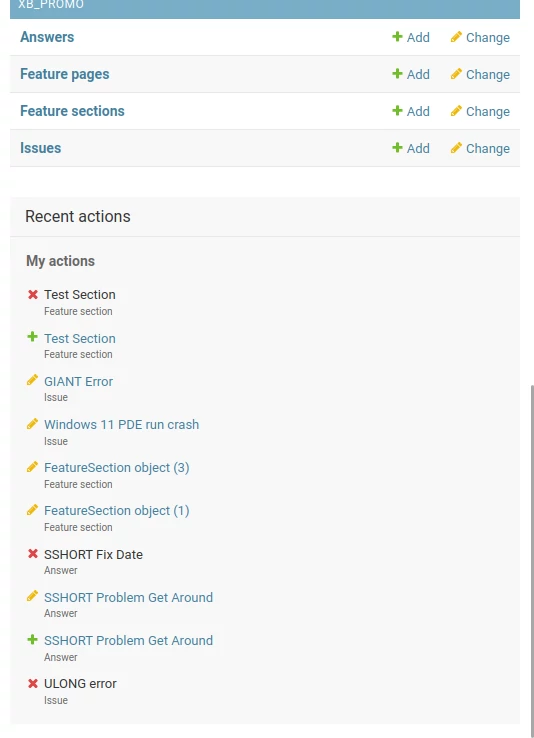 XB_PROMO
Answers Add Change
Feature pages Add Change
Feature sections Add Change
Issues Add Change
Recent actions
My actions
Test Section
Feature section
Test Section
Feature section
GIANT Error
Issue
Windows 11 PDE run crash
Issue
FeatureSection object (3)
Feature section
FeatureSection object (1)
Feature section
SSHORT Fix Date
Answer
SSHORT Problem Get Around
Answer
SSHORT Problem Get Around
Answer
ULONG error
Issue